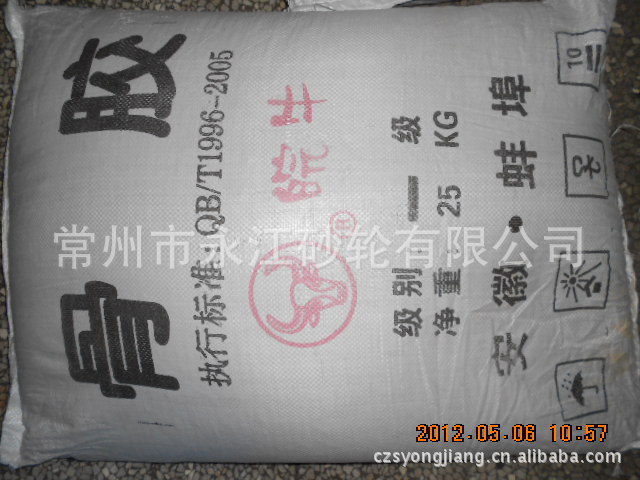 骨胶
执行标准:QB/T1996-2005
皖牛
®
级别 一级
净重 25 KG
安徽·蚌埠
10
常州市永江砂轮有限公司
2012.05.06 10:57
czsyongjiang.cn.alibaba.com